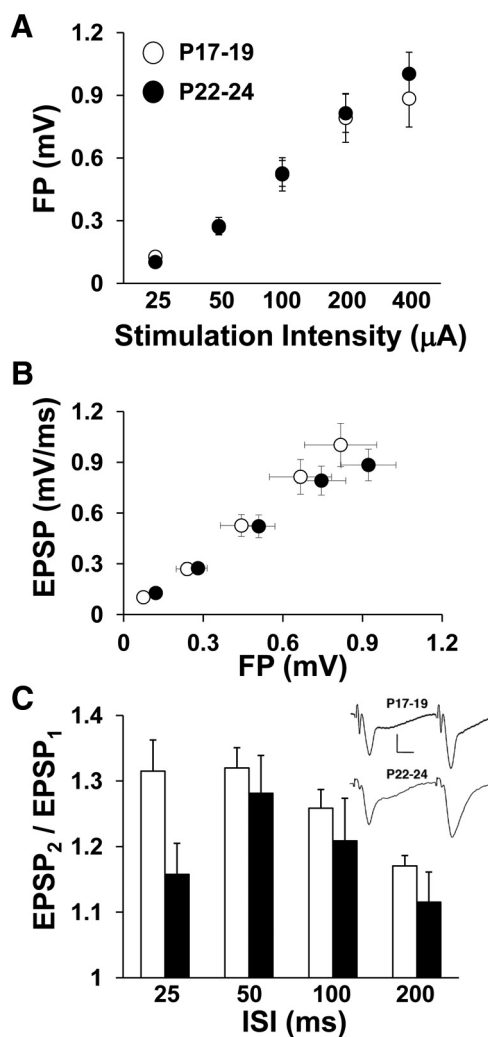 A
1.2
0.9
0.6
0.3
0
FP (mV)
P17-19
P22-24
25 50 100 200 400
Stimulation Intensity (μA)
B
1.2
0.9
0.6
0.3
0
EPSP (mV/ms)
0 0.3 0.6 0.9 1.2
FP (mV)
C
1.4
1.3
1.2
1.1
1
EPSP₂ / EPSP₁
P17-19
P22-24
25 50 100 200
ISI (ms)